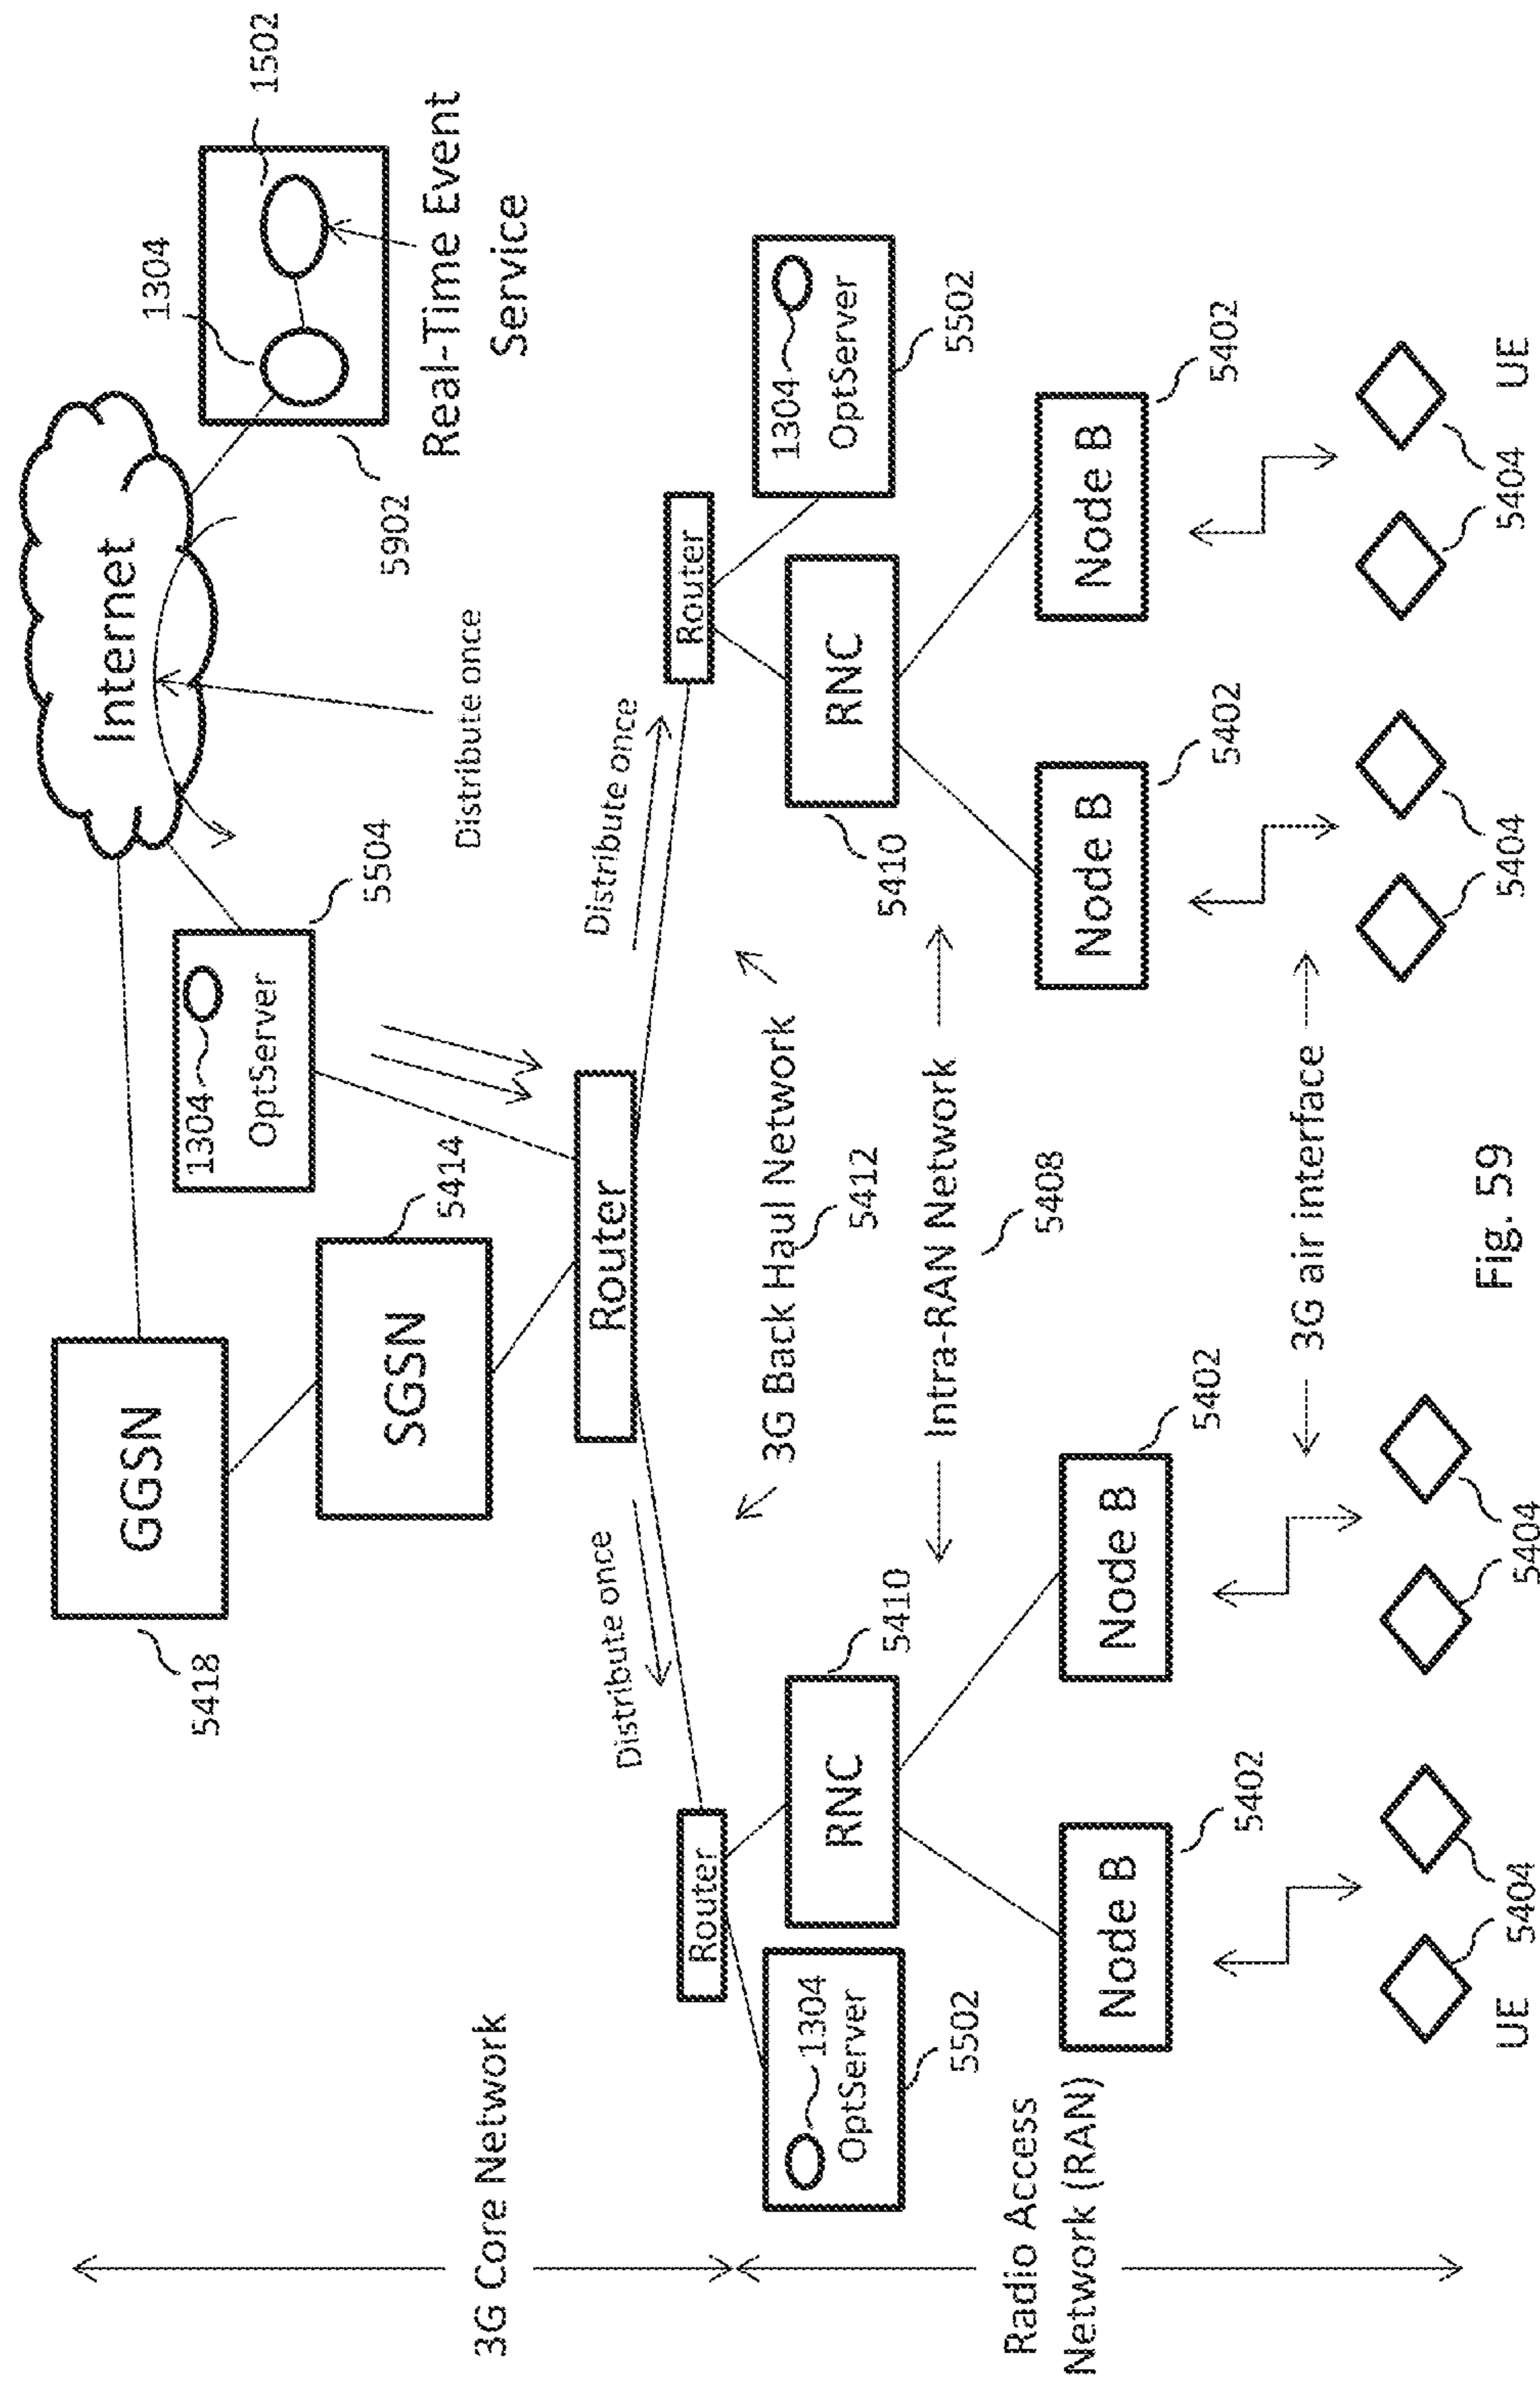 Internet
1304
1502
GGSN
5418
1304
OptServer
5504
5902
Real-Time Event
Service
SGSN
5414
Distribute once
3G Core Network
Router
Distribute once
Distribute once
Router
Router
3G Back Haul Network
5412
1304
OptServer
5502
RNC
5410
RNC
5410
1304
OptServer
5502
Intra-RAN Network
5408
Radio Access
Network (RAN)
Node B
5402
Node B
5402
Node B
5402
Node B
5402
3G air interface
UE
5404
5404
5404
5404
UE
Fig. 59